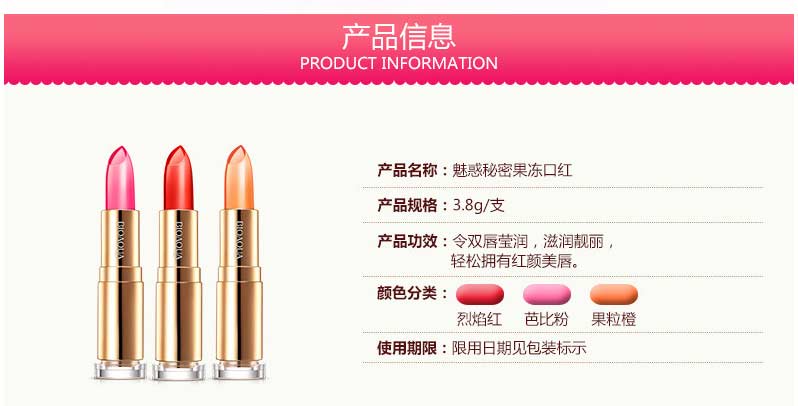 产品信息
PRODUCT INFORMATION
BIOAQUA BIOAQUA BIOAQUA
产品名称：魅惑秘密果冻口红
产品规格：3.8g/支
产品功效：令双唇莹润，滋润靓丽，
轻松拥有红颜美唇。
颜色分类：
烈焰红 芭比粉 果粒橙
使用期限：限用日期见包装标示